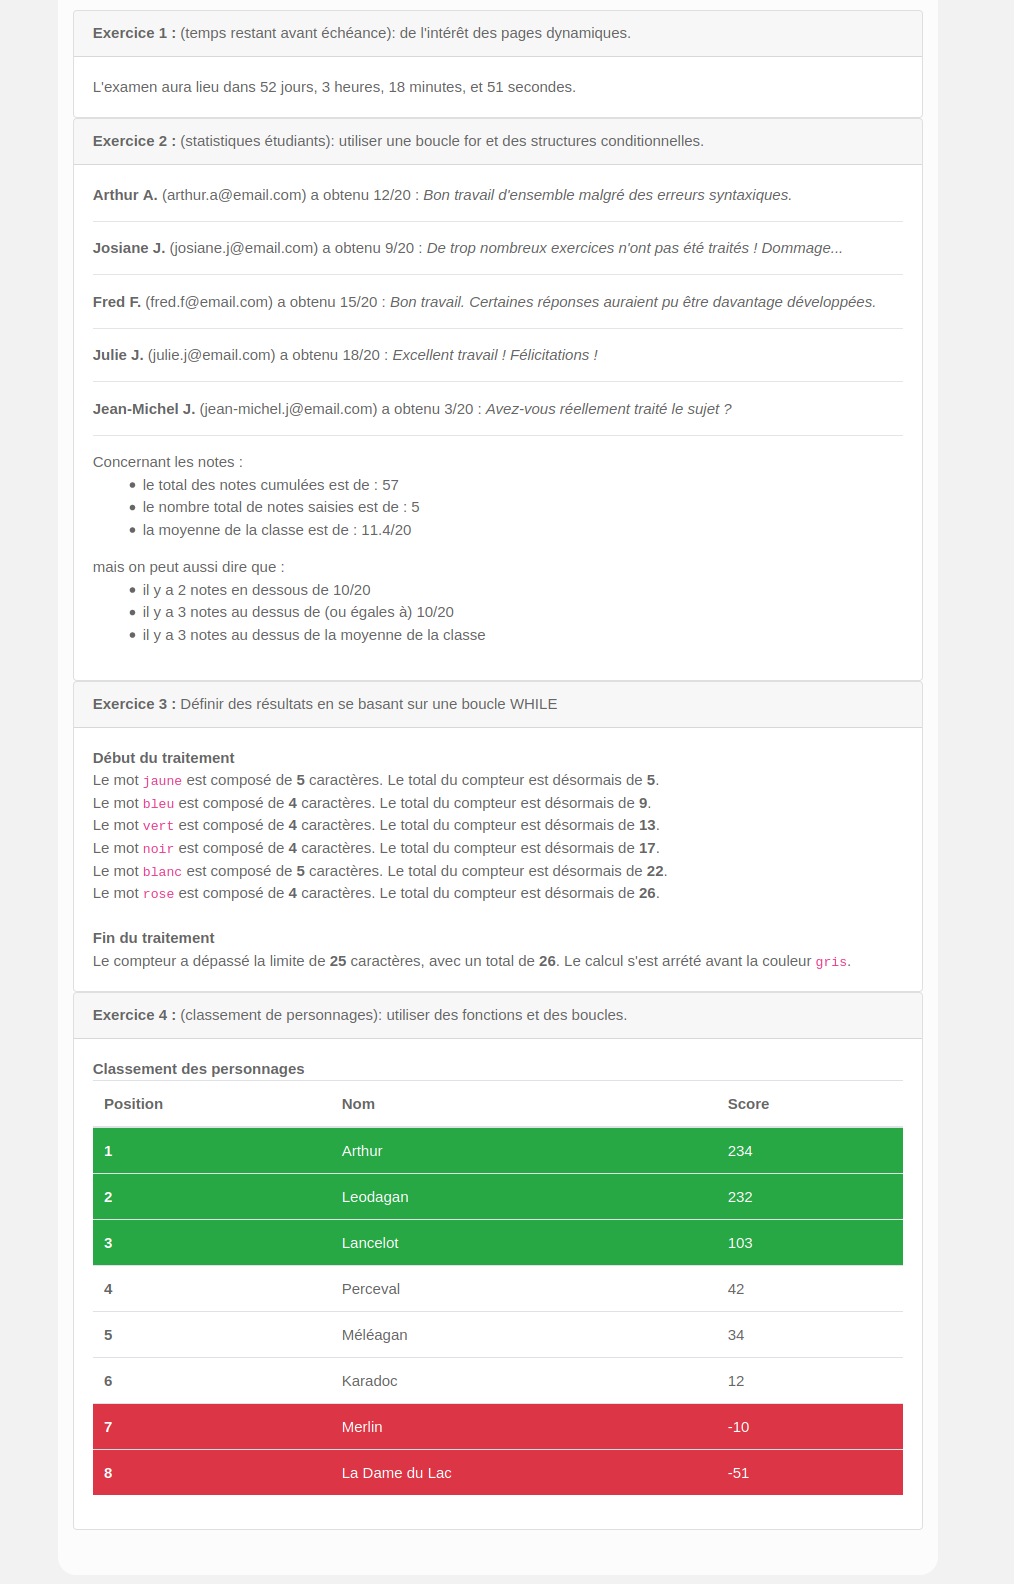 Exercice 1 : (temps restant avant échéance): de l'intérêt des pages dynamiques.
L'examen aura lieu dans 52 jours, 3 heures, 18 minutes, et 51 secondes.
Exercice 2 : (statistiques étudiants): utiliser une boucle for et des structures conditionnelles.
Arthur A. (arthur.a@email.com) a obtenu 12/20 : Bon travail d'ensemble malgré des erreurs syntaxiques.
Josiane J. (josiane.j@email.com) a obtenu 9/20 : De trop nombreux exercices n'ont pas été traités ! Dommage...
Fred F. (fred.f@email.com) a obtenu 15/20 : Bon travail. Certaines réponses auraient pu être davantage développées.
Julie J. (julie.j@email.com) a obtenu 18/20 : Excellent travail ! Félicitations !
Jean-Michel J. (jean-michel.j@email.com) a obtenu 3/20 : Avez-vous réellement traité le sujet ?
Concernant les notes :
• le total des notes cumulées est de : 57
• le nombre total de notes saisies est de : 5
• la moyenne de la classe est de : 11.4/20
mais on peut aussi dire que :
• il y a 2 notes en dessous de 10/20
• il y a 3 notes au dessus de (ou égales à) 10/20
• il y a 3 notes au dessus de la moyenne de la classe
Exercice 3 : Définir des résultats en se basant sur une boucle WHILE
Début du traitement
Le mot jaune est composé de 5 caractères. Le total du compteur est désormais de 5.
Le mot bleu est composé de 4 caractères. Le total du compteur est désormais de 9.
Le mot vert est composé de 4 caractères. Le total du compteur est désormais de 13.
Le mot noir est composé de 4 caractères. Le total du compteur est désormais de 17.
Le mot blanc est composé de 5 caractères. Le total du compteur est désormais de 22.
Le mot rose est composé de 4 caractères. Le total du compteur est désormais de 26.
Fin du traitement
Le compteur a dépassé la limite de 25 caractères, avec un total de 26. Le calcul s'est arrété avant la couleur gris.
Exercice 4 : (classement de personnages): utiliser des fonctions et des boucles.
Classement des personnages
Position Nom Score
1 Arthur 234
2 Leodagan 232
3 Lancelot 103
4 Perceval 42
5 Méléagan 34
6 Karadoc 12
7 Merlin -10
8 La Dame du Lac -51